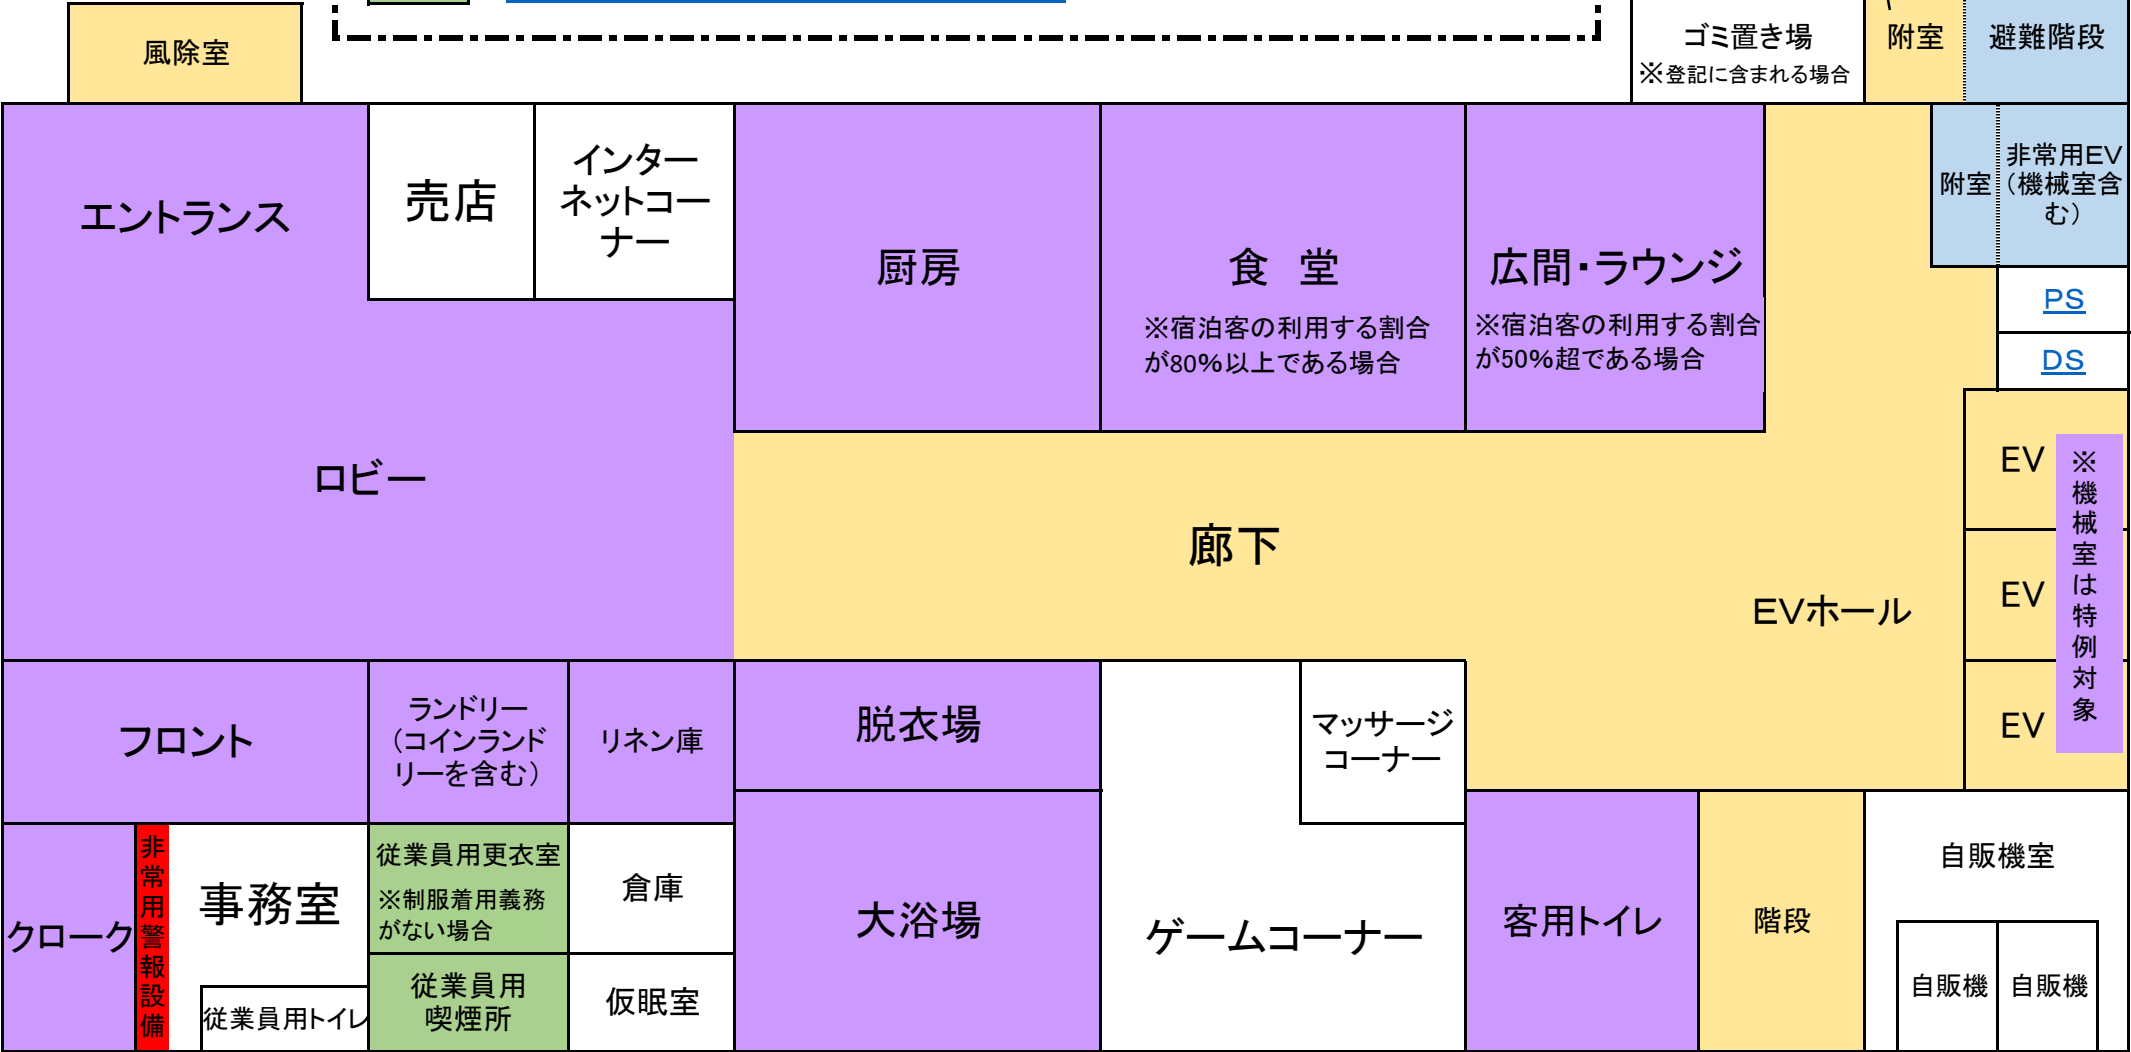 風除室
ゴミ置き場
※登記に含まれる場合
附室
避難階段
エントランス
売店
インター
ネットコー
ナー
厨房
食　堂
※宿泊客の利用する割合
が80%以上である場合
広間・ラウンジ
※宿泊客の利用する割合
が50%超である場合
附室
非常用EV
（機械室含
む）
PS
DS
ロビー
廊下
EVホール
EV
EV
EV
※機械室は特例対象
フロント
ランドリー
（コインランド
リーを含む）
リネン庫
脱衣場
マッサージ
コーナー
クローク
非常用警報設備
事務室
従業員用トイレ
従業員用更衣室
※制服着用義務
がない場合
従業員用
喫煙所
倉庫
仮眠室
大浴場
ゲームコーナー
客用トイレ
階段
自販機室
自販機
自販機